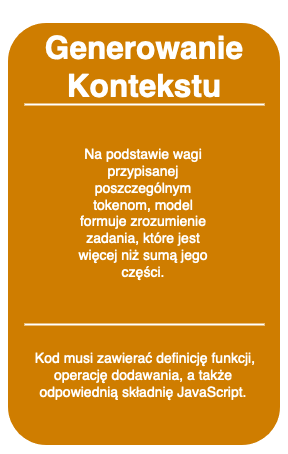 Generowanie
Kontekstu
Na podstawie wagi
przypisanej
poszczególnym
tokenom, model
formuje zrozumienie
zadania, które jest
więcej niż sumą jego
części.
Kod musi zawierać definicję funkcji,
operację dodawania, a także
odpowiednią składnię JavaScript.